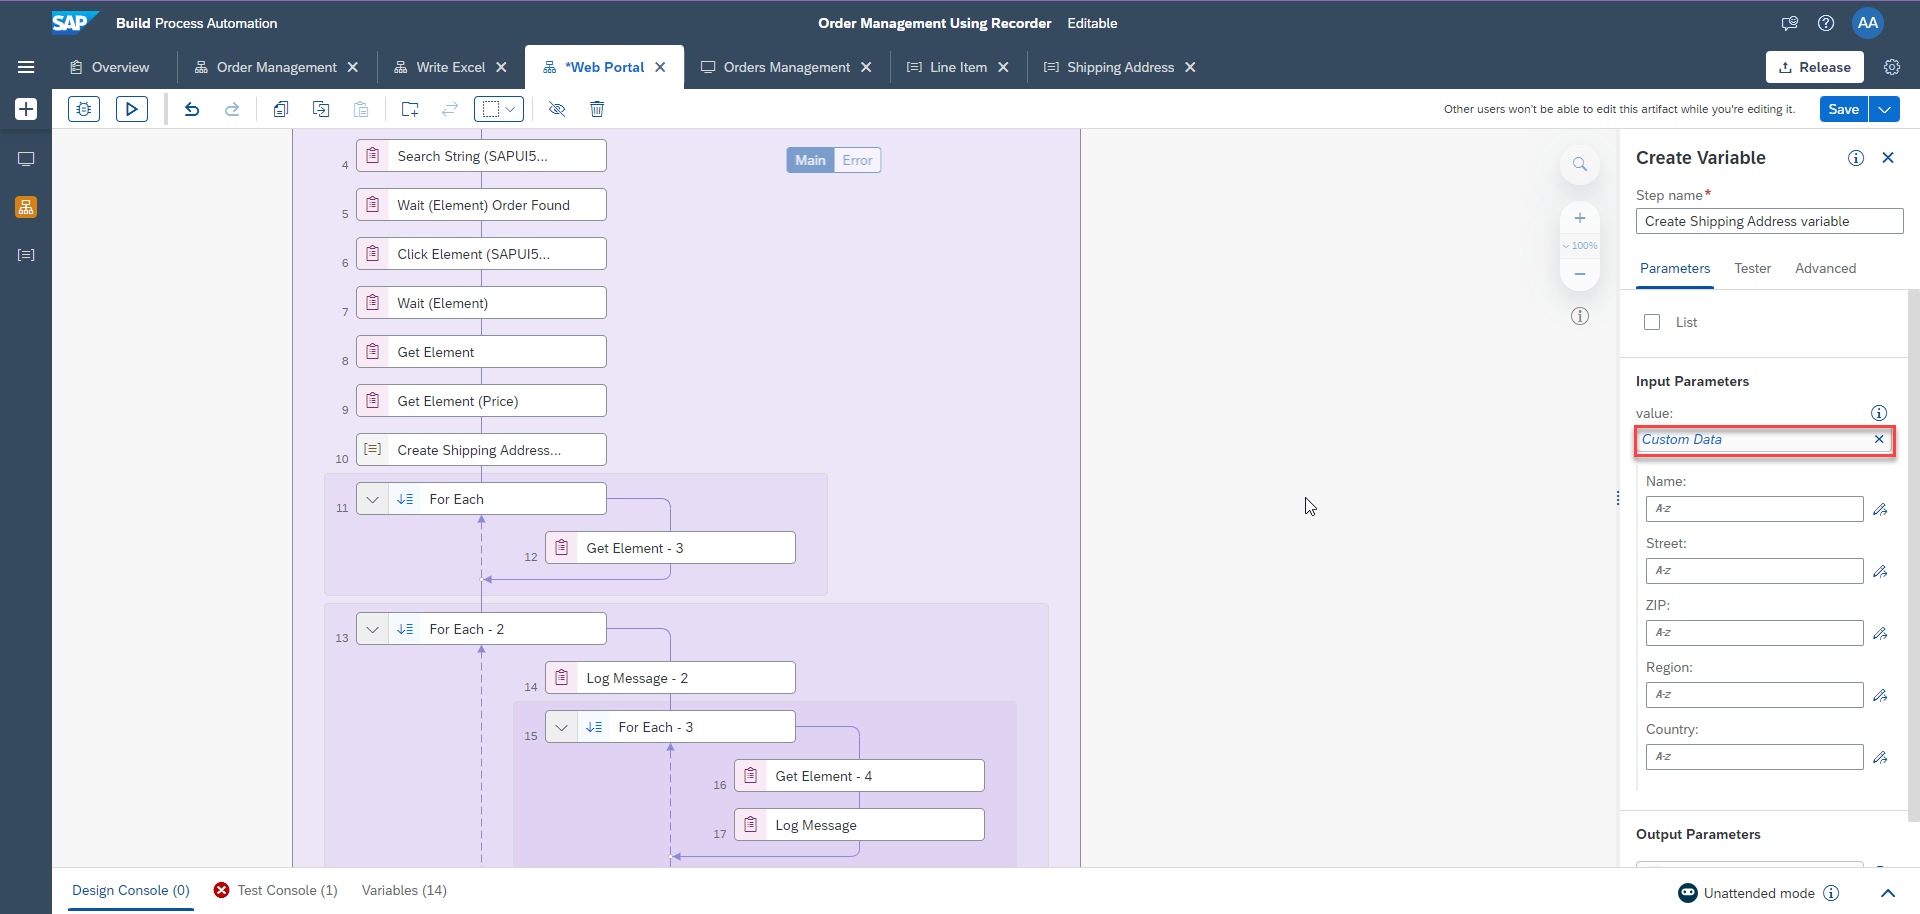 SAP Build Process Automation
Order Management Using Recorder Editable
AA
Overview
Order Management
Write Excel
*Web Portal
Orders Management
Line Item
Shipping Address
Release
Other users won't be able to edit this artifact while you're editing it.
Save
4 Search String (SAPUI5...
Main Error
5 Wait (Element) Order Found
6 Click Element (SAPUI5...
7 Wait (Element)
8 Get Element
9 Get Element (Price)
10 Create Shipping Address...
11 For Each
12 Get Element - 3
13 For Each - 2
14 Log Message - 2
15 For Each - 3
16 Get Element - 4
17 Log Message
100%
Create Variable
Step name*
Create Shipping Address variable
Parameters Tester Advanced
List
Input Parameters
value:
Custom Data
Name:
A-z
Street:
A-z
ZIP:
A-z
Region:
A-z
Country:
A-z
Output Parameters
Design Console (0) Test Console (1) Variables (14)
Unattended mode